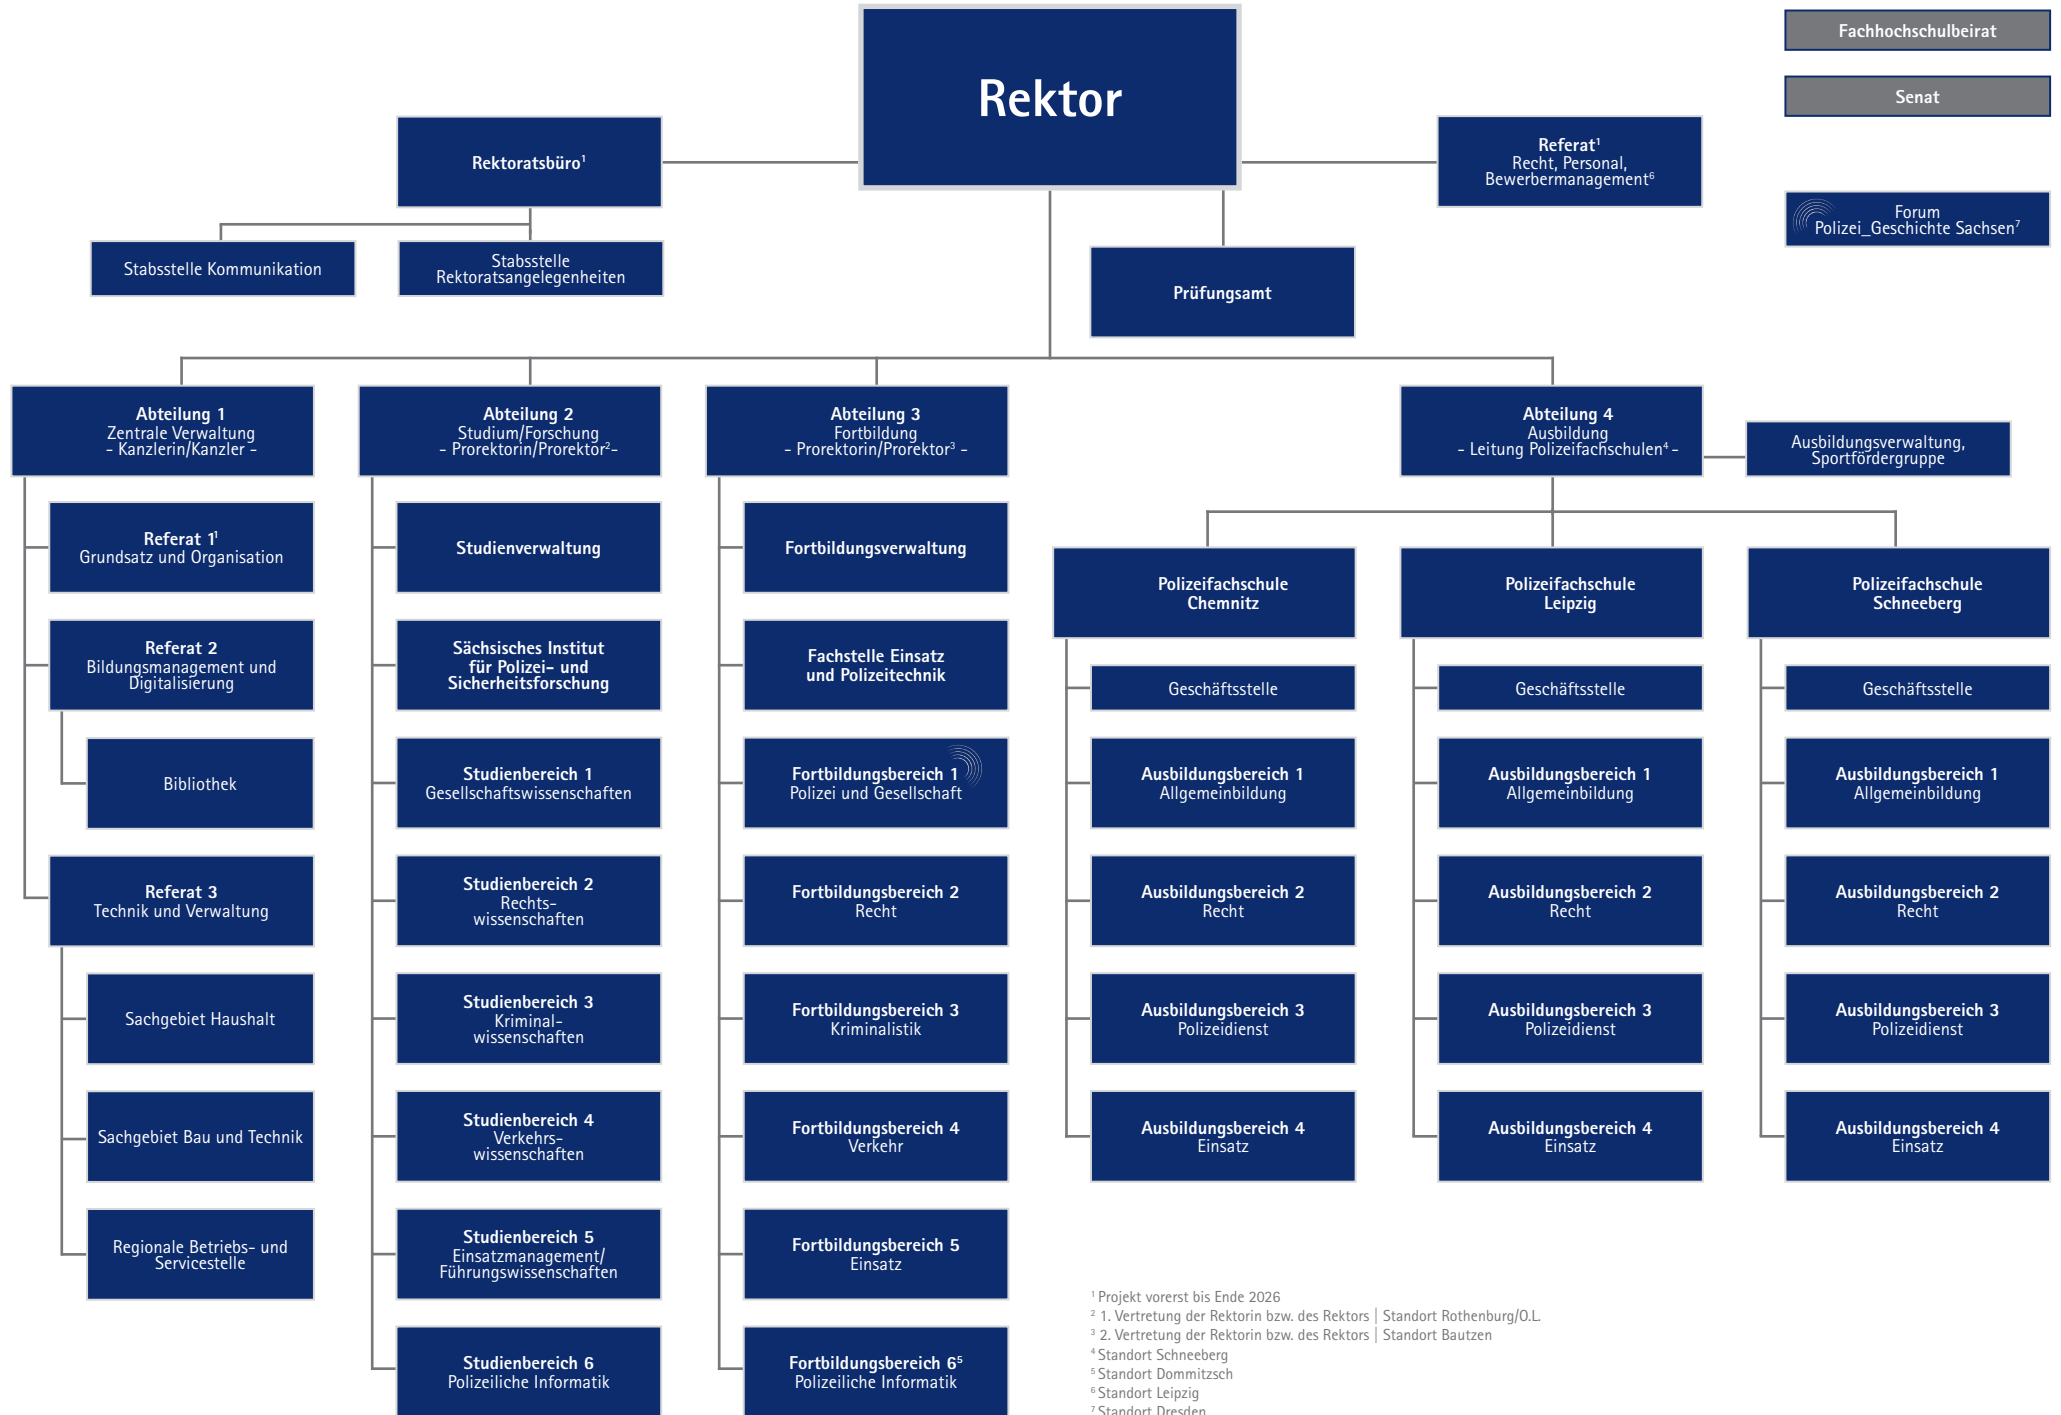 Rektor
Fachhochschulbeirat
Senat
Rektoratsbüro¹
Referat¹
Recht, Personal,
Bewerbermanagement⁶
Forum
Polizei_Geschichte Sachsen⁷
Stabsstelle Kommunikation
Stabsstelle
Rektoratsangelegenheiten
Prüfungsamt
Abteilung 1
Zentrale Verwaltung
- Kanzlerin/Kanzler -
Referat 1¹
Grundsatz und Organisation
Referat 2
Bildungsmanagement und
Digitalisierung
Bibliothek
Referat 3
Technik und Verwaltung
Sachgebiet Haushalt
Sachgebiet Bau und Technik
Regionale Betriebs- und
Servicestelle
Abteilung 2
Studium/Forschung
- Prorektorin/Prorektor²-
Studienverwaltung
Sächsisches Institut
für Polizei- und
Sicherheitsforschung
Studienbereich 1
Gesellschaftswissenschaften
Studienbereich 2
Rechts-
wissenschaften
Studienbereich 3
Kriminal-
wissenschaften
Studienbereich 4
Verkehrs-
wissenschaften
Studienbereich 5
Einsatzmanagement/
Führungswissenschaften
Studienbereich 6
Polizeiliche Informatik
Abteilung 3
Fortbildung
- Prorektorin/Prorektor³ -
Fortbildungsverwaltung
Fachstelle Einsatz
und Polizeitechnik
Fortbildungsbereich 1
Polizei und Gesellschaft
Fortbildungsbereich 2
Recht
Fortbildungsbereich 3
Kriminalistik
Fortbildungsbereich 4
Verkehr
Fortbildungsbereich 5
Einsatz
Fortbildungsbereich 6⁵
Polizeiliche Informatik
Abteilung 4
Ausbildung
- Leitung Polizeifachschulen⁴ -
Ausbildungsverwaltung,
Sportfördergruppe
Polizeifachschule
Chemnitz
Geschäftsstelle
Ausbildungsbereich 1
Allgemeinbildung
Ausbildungsbereich 2
Recht
Ausbildungsbereich 3
Polizeidienst
Ausbildungsbereich 4
Einsatz
Polizeifachschule
Leipzig
Geschäftsstelle
Ausbildungsbereich 1
Allgemeinbildung
Ausbildungsbereich 2
Recht
Ausbildungsbereich 3
Polizeidienst
Ausbildungsbereich 4
Einsatz
Polizeifachschule
Schneeberg
Geschäftsstelle
Ausbildungsbereich 1
Allgemeinbildung
Ausbildungsbereich 2
Recht
Ausbildungsbereich 3
Polizeidienst
Ausbildungsbereich 4
Einsatz
¹ Projekt vorerst bis Ende 2026
² 1. Vertretung der Rektorin bzw. des Rektors | Standort Rothenburg/O.L.
³ 2. Vertretung der Rektorin bzw. des Rektors | Standort Bautzen
⁴ Standort Schneeberg
⁵ Standort Dommitzsch
⁶ Standort Leipzig
⁷ Standort Dresden